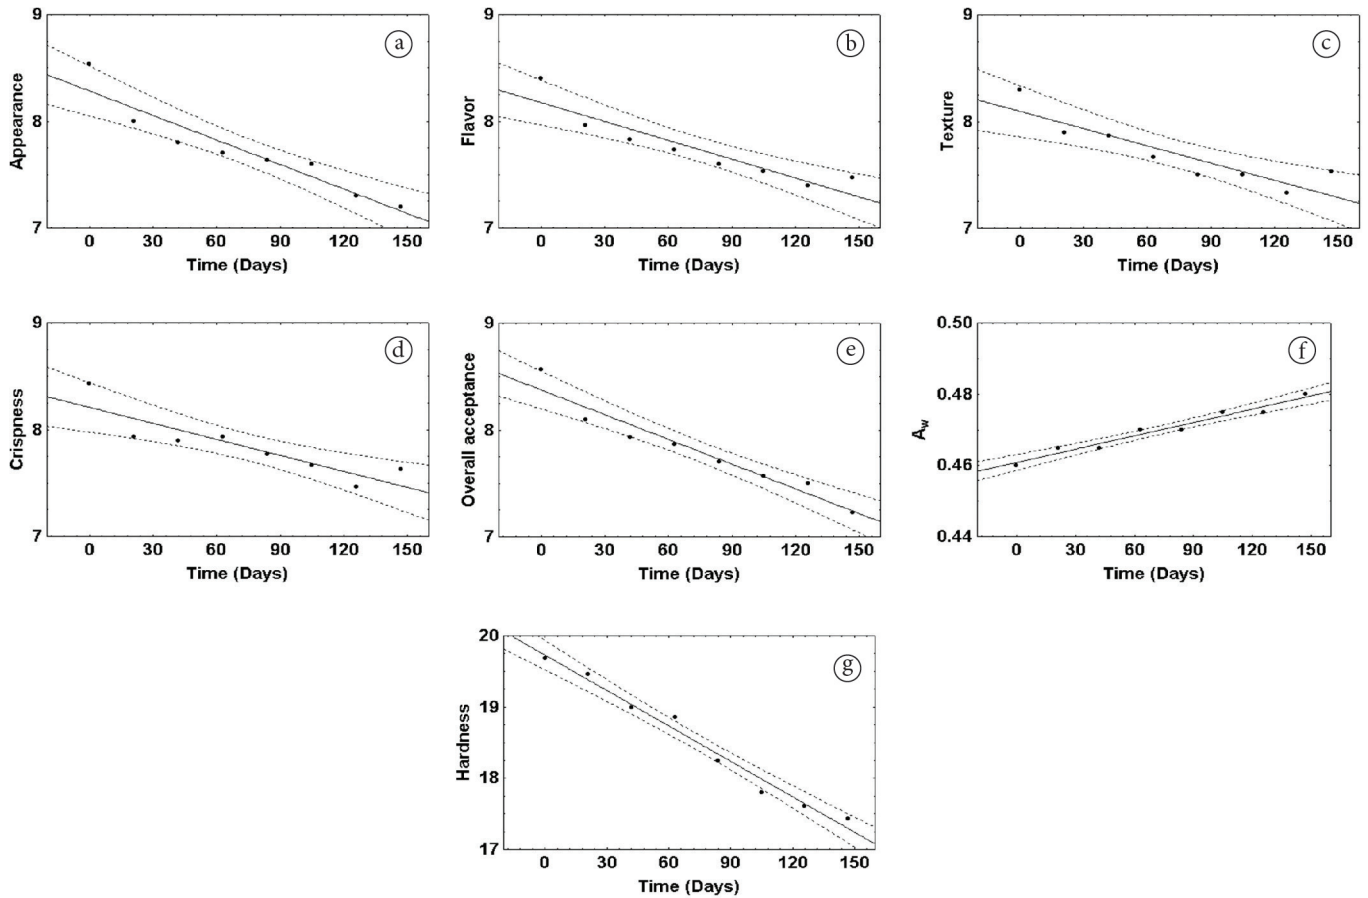 9
8
7
Appearance
a
0 30 60 90 120 150
Time (Days)
9
8
7
Flavor
b
0 30 60 90 120 150
Time (Days)
9
8
7
Texture
c
0 30 60 90 120 150
Time (Days)
9
8
7
Crispness
d
0 30 60 90 120 150
Time (Days)
9
8
7
Overall acceptance
e
0 30 60 90 120 150
Time (Days)
0.50
0.48
0.46
0.44
Aw
f
0 30 60 90 120 150
Time (Days)
20
19
18
17
Hardness
g
0 30 60 90 120 150
Time (Days)